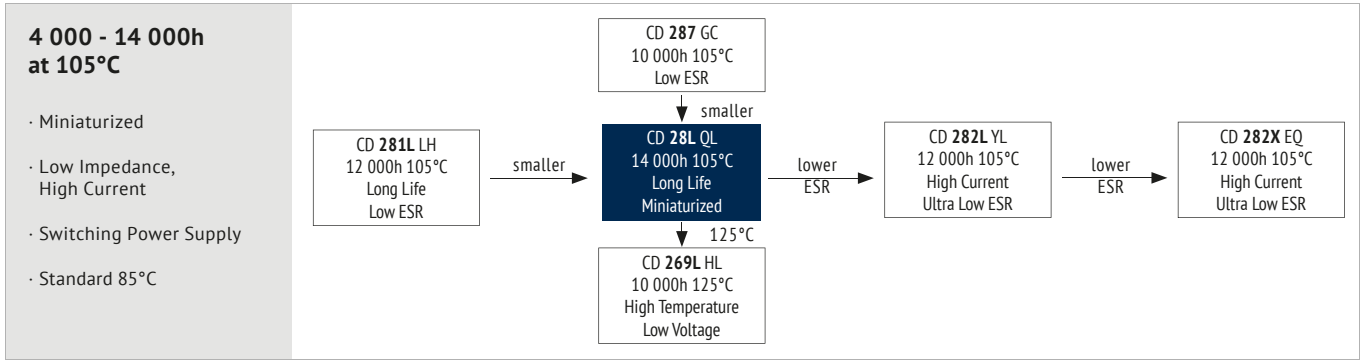 4 000 - 14 000h
at 105°C
· Miniaturized
· Low Impedance,
High Current
· Switching Power Supply
· Standard 85°C
CD 287 GC
10 000h 105°C
Low ESR
smaller
CD 281L LH
12 000h 105°C
Long Life
Low ESR
smaller
CD 28L QL
14 000h 105°C
Long Life
Miniaturized
lower
ESR
CD 282L YL
12 000h 105°C
High Current
Ultra Low ESR
lower
ESR
CD 282X EQ
12 000h 105°C
High Current
Ultra Low ESR
125°C
CD 269L HL
10 000h 125°C
High Temperature
Low Voltage